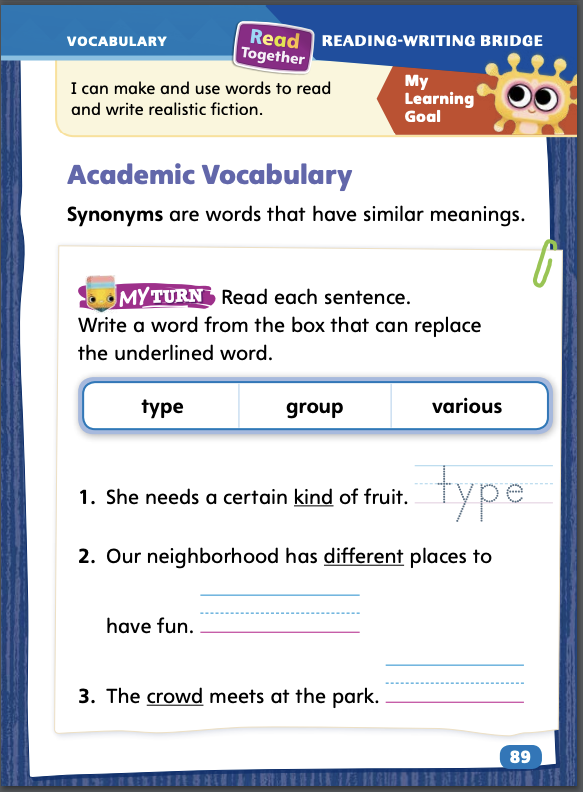 VOCABULARY
Read
Together
READING-WRITING BRIDGE
I can make and use words to read
and write realistic fiction.
My
Learning
Goal
Academic Vocabulary
Synonyms are words that have similar meanings.
MY TURN Read each sentence.
Write a word from the box that can replace
the underlined word.
type group various
1. She needs a certain kind of fruit. type
2. Our neighborhood has different places to
have fun.
3. The crowd meets at the park.
89